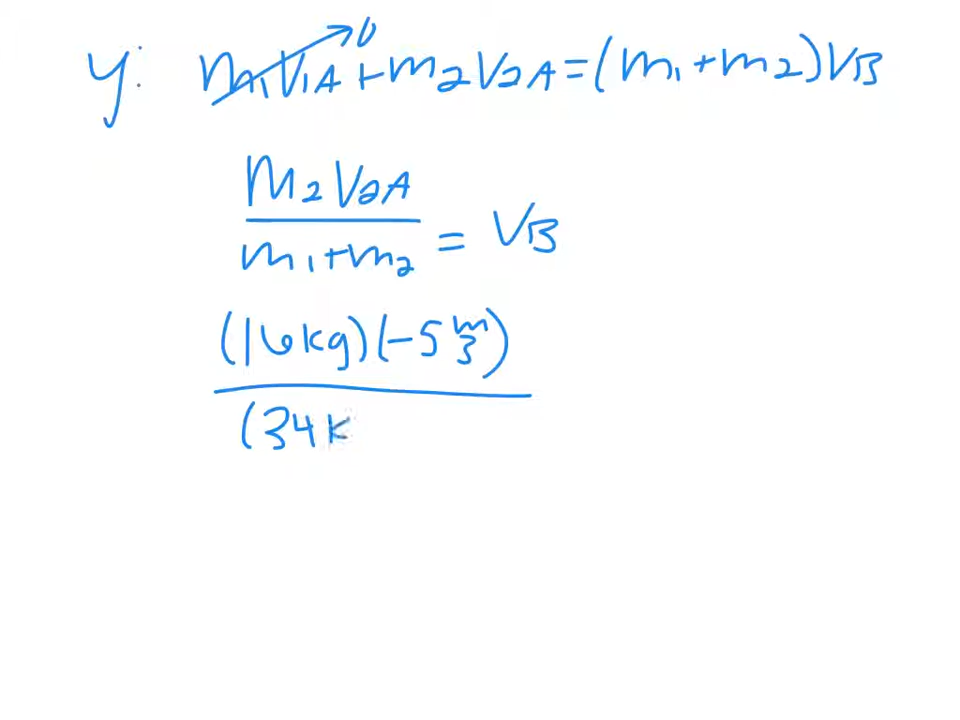 y: m₁V₁A→0+m₂V₂A=(m₁+m₂)VB
m₂V₂A
m₁+m₂ = VB
(16kg)(-5 m/s)
(34k